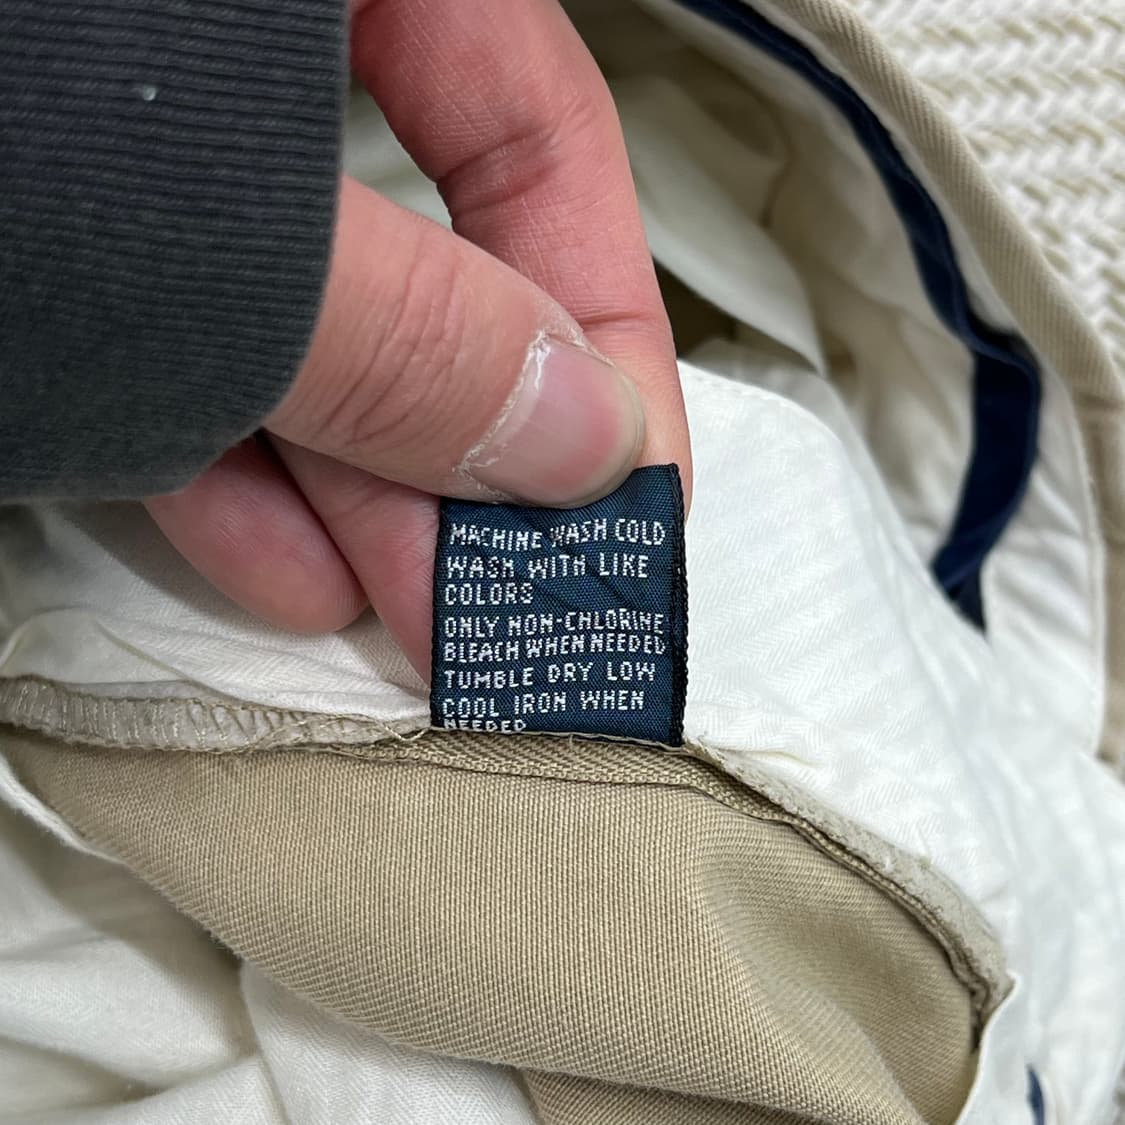 MACHINE WASH COLD
WASH WITH LIKE
COLORS
ONLY NON-CHLORINE
BLEACH WHEN NEEDED
TUMBLE DRY LOW
COOL IRON WHEN
NEEDED